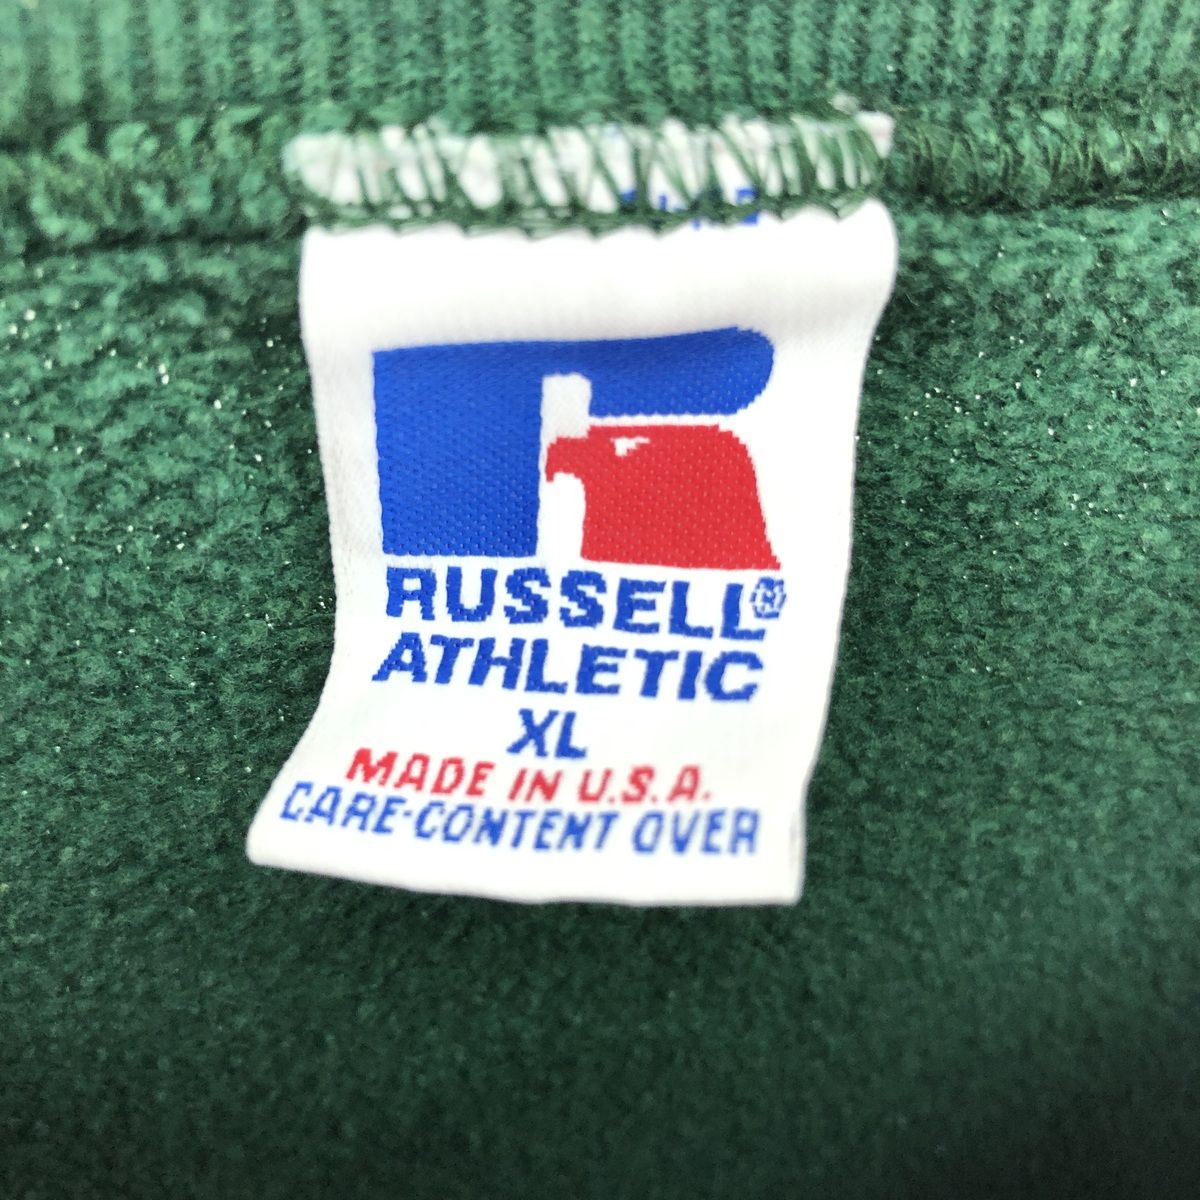 RUSSELL®
ATHLETIC
XL
MADE IN U.S.A.
CARE-CONTENT OVER